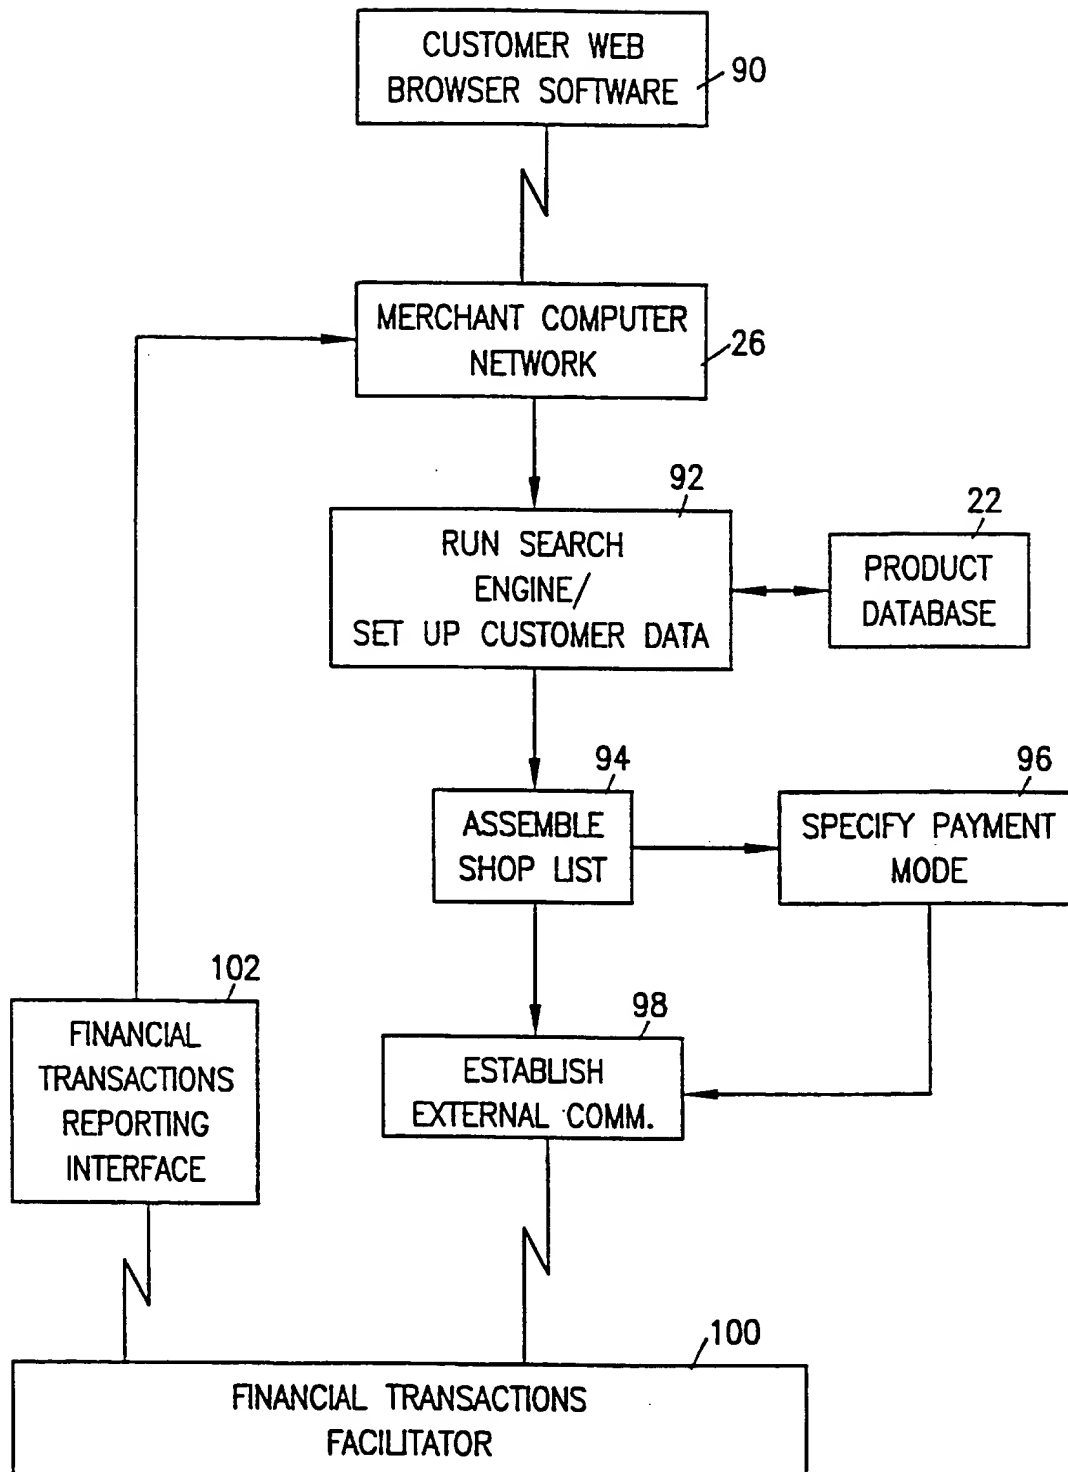 CUSTOMER WEB
BROWSER SOFTWARE
90
MERCHANT COMPUTER
NETWORK
26
92
RUN SEARCH
ENGINE/
SET UP CUSTOMER DATA
22
PRODUCT
DATABASE
94
ASSEMBLE
SHOP LIST
96
SPECIFY PAYMENT
MODE
102
FINANCIAL
TRANSACTIONS
REPORTING
INTERFACE
98
ESTABLISH
EXTERNAL COMM.
100
FINANCIAL TRANSACTIONS
FACILITATOR